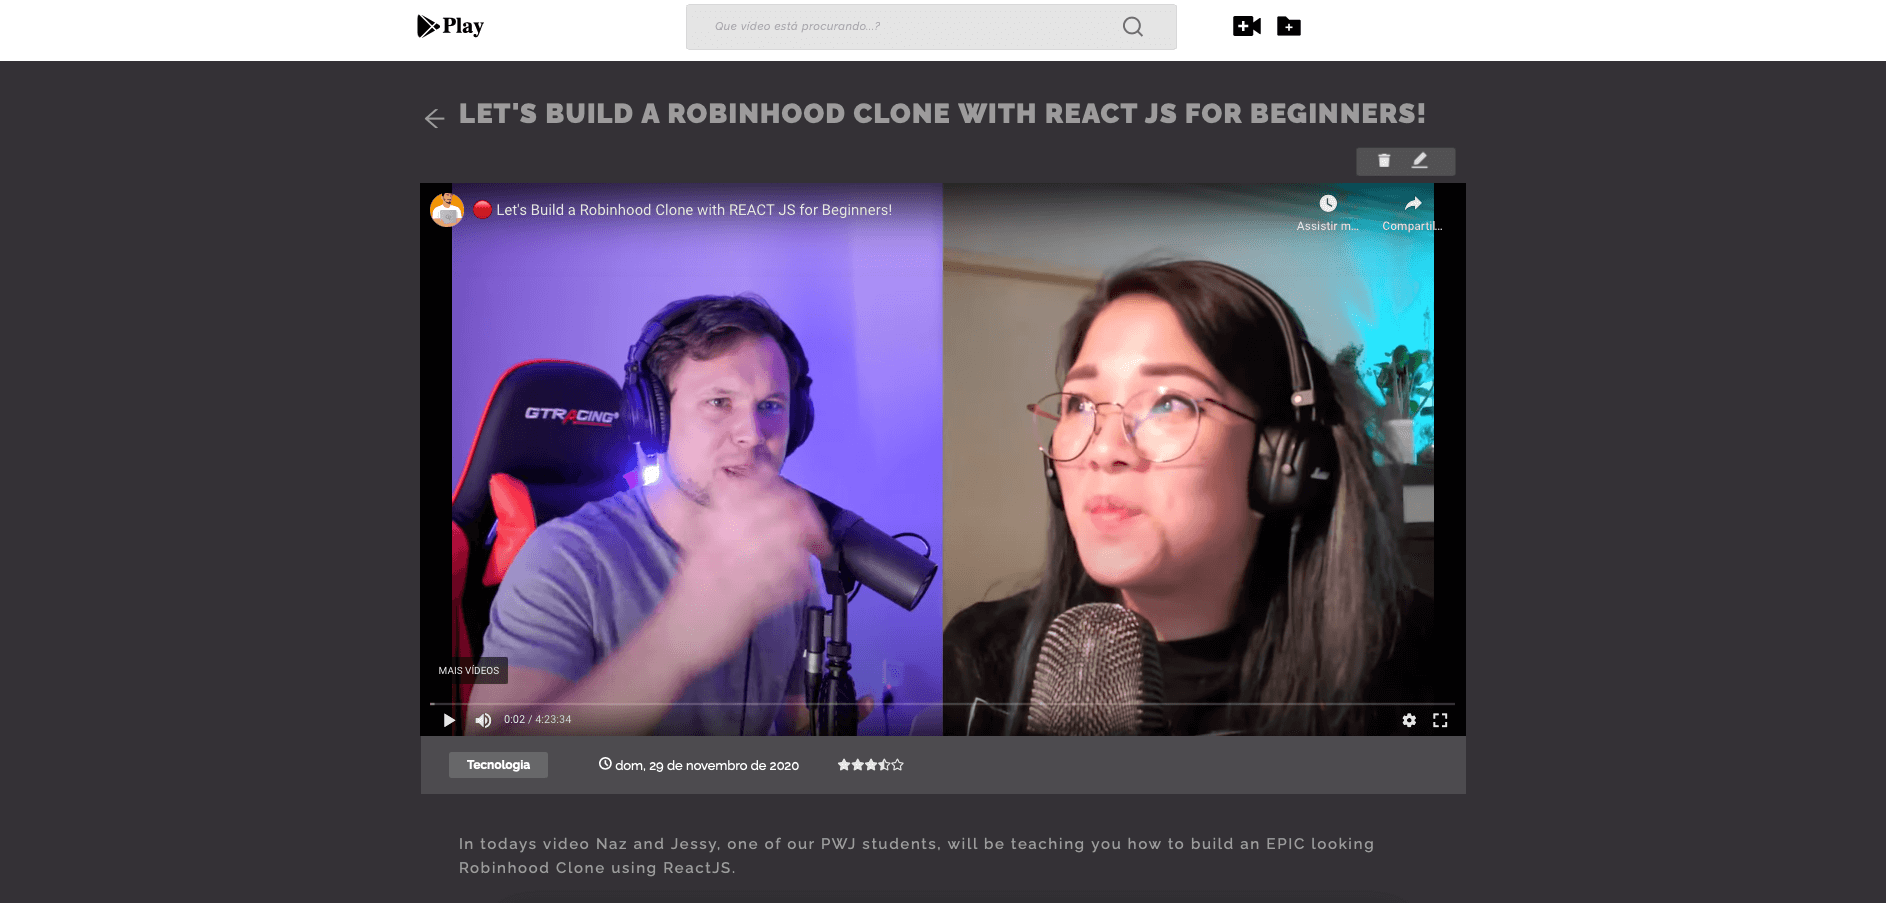 Play
Que vídeo está procurando...?
LET'S BUILD A ROBINHOOD CLONE WITH REACT JS FOR BEGINNERS!
Let's Build a Robinhood Clone with REACT JS for Beginners!
Assistir m...
Compartil...
GTRACING
MAIS VÍDEOS
0:02 / 4:23:34
Tecnologia
dom, 29 de novembro de 2020
In todays video Naz and Jessy, one of our PWJ students, will be teaching you how to build an EPIC looking
Robinhood Clone using ReactJS.